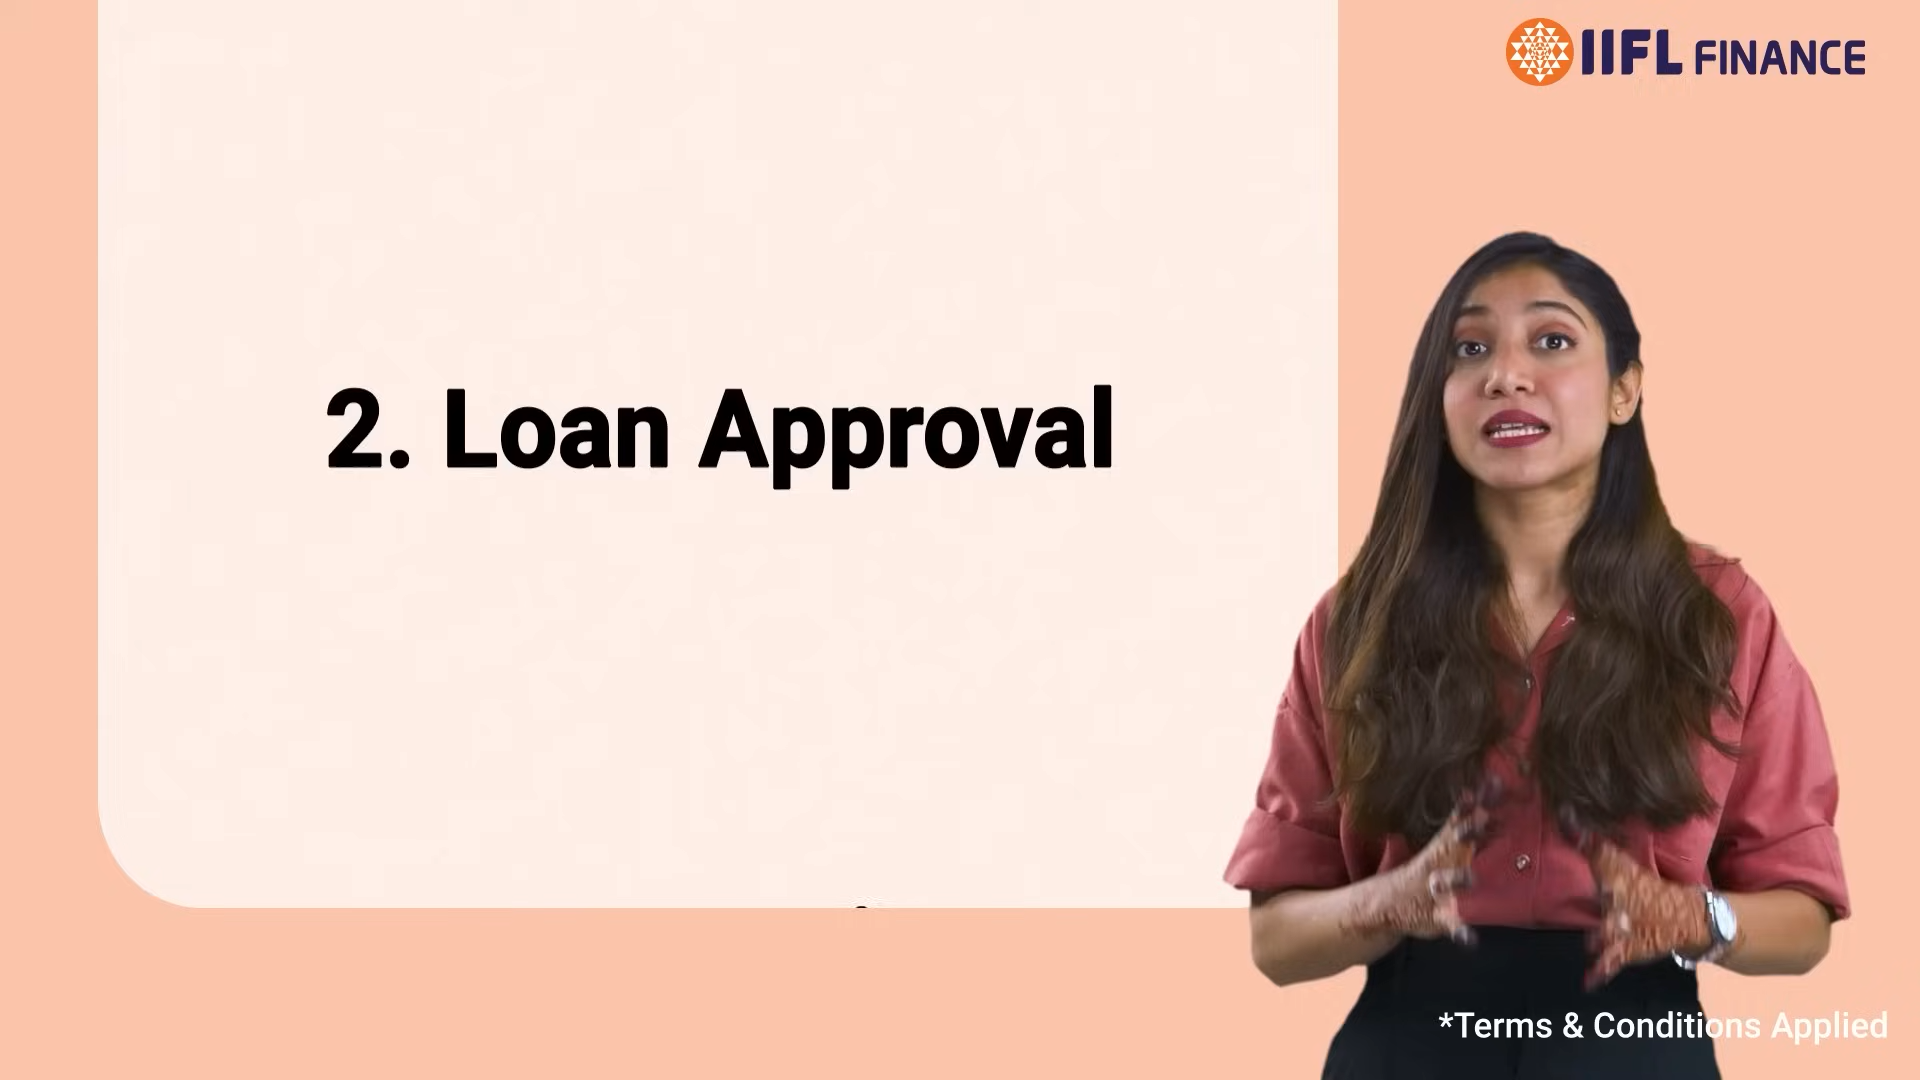 IIFL FINANCE
2. Loan Approval
*Terms & Conditions Applied